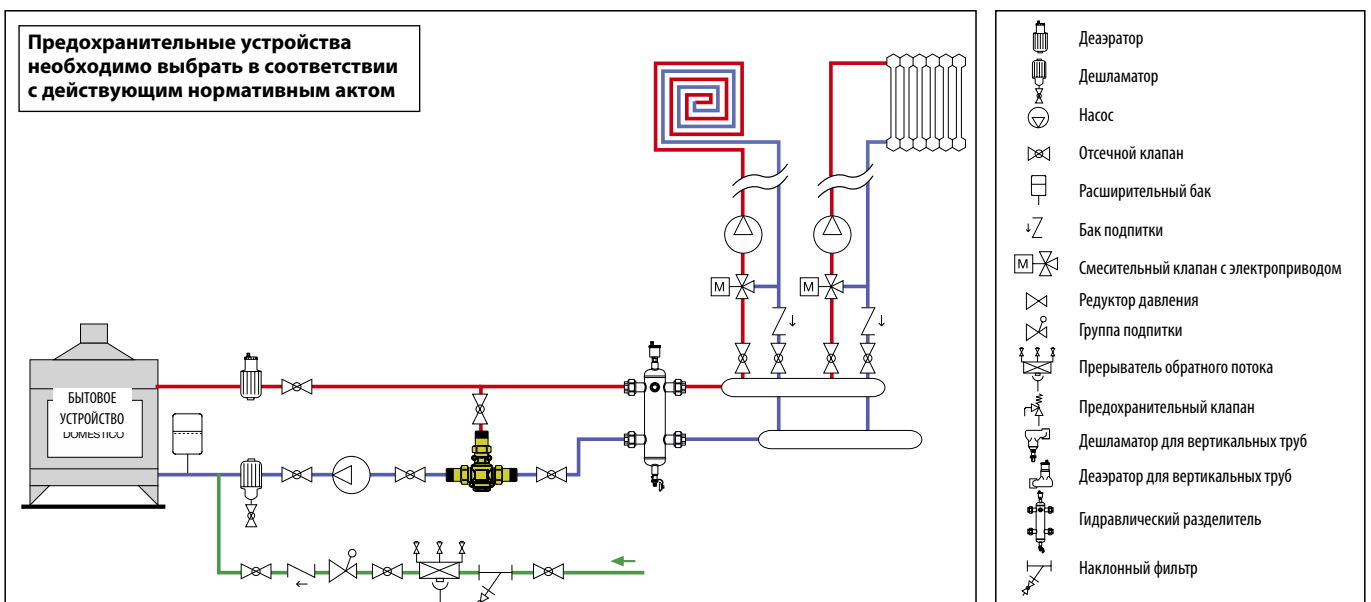 Предохранительные устройства
необходимо выбрать в соответствии
с действующим нормативным актом
M
M
БЫТОВОЕ
УСТРОЙСТВО
DOMESTICO
Деаэратор
Дешламатор
Насос
Отсечной клапан
Расширительный бак
Бак подпитки
M
Смесительный клапан с электроприводом
Редуктор давления
Группа подпитки
Прерыватель обратного потока
Предохранительный клапан
Дешламатор для вертикальных труб
Деаэратор для вертикальных труб
Гидравлический разделитель
Наклонный фильтр